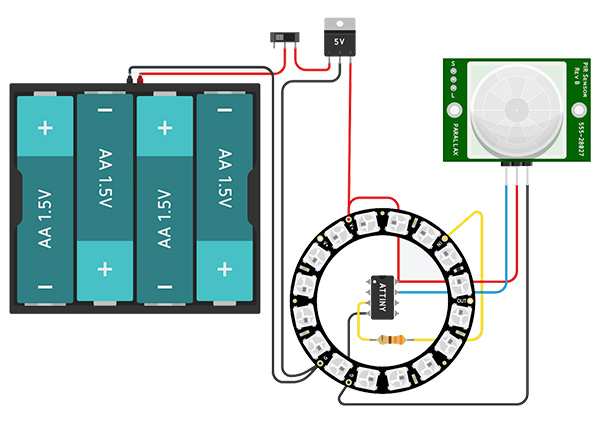 5V
PIR SENSOR
REV B
555-28027
PARALLAX
+
AA 1.5V
−
−
AA 1.5V
+
+
AA 1.5V
−
−
AA 1.5V
+
ATTINY
OUT